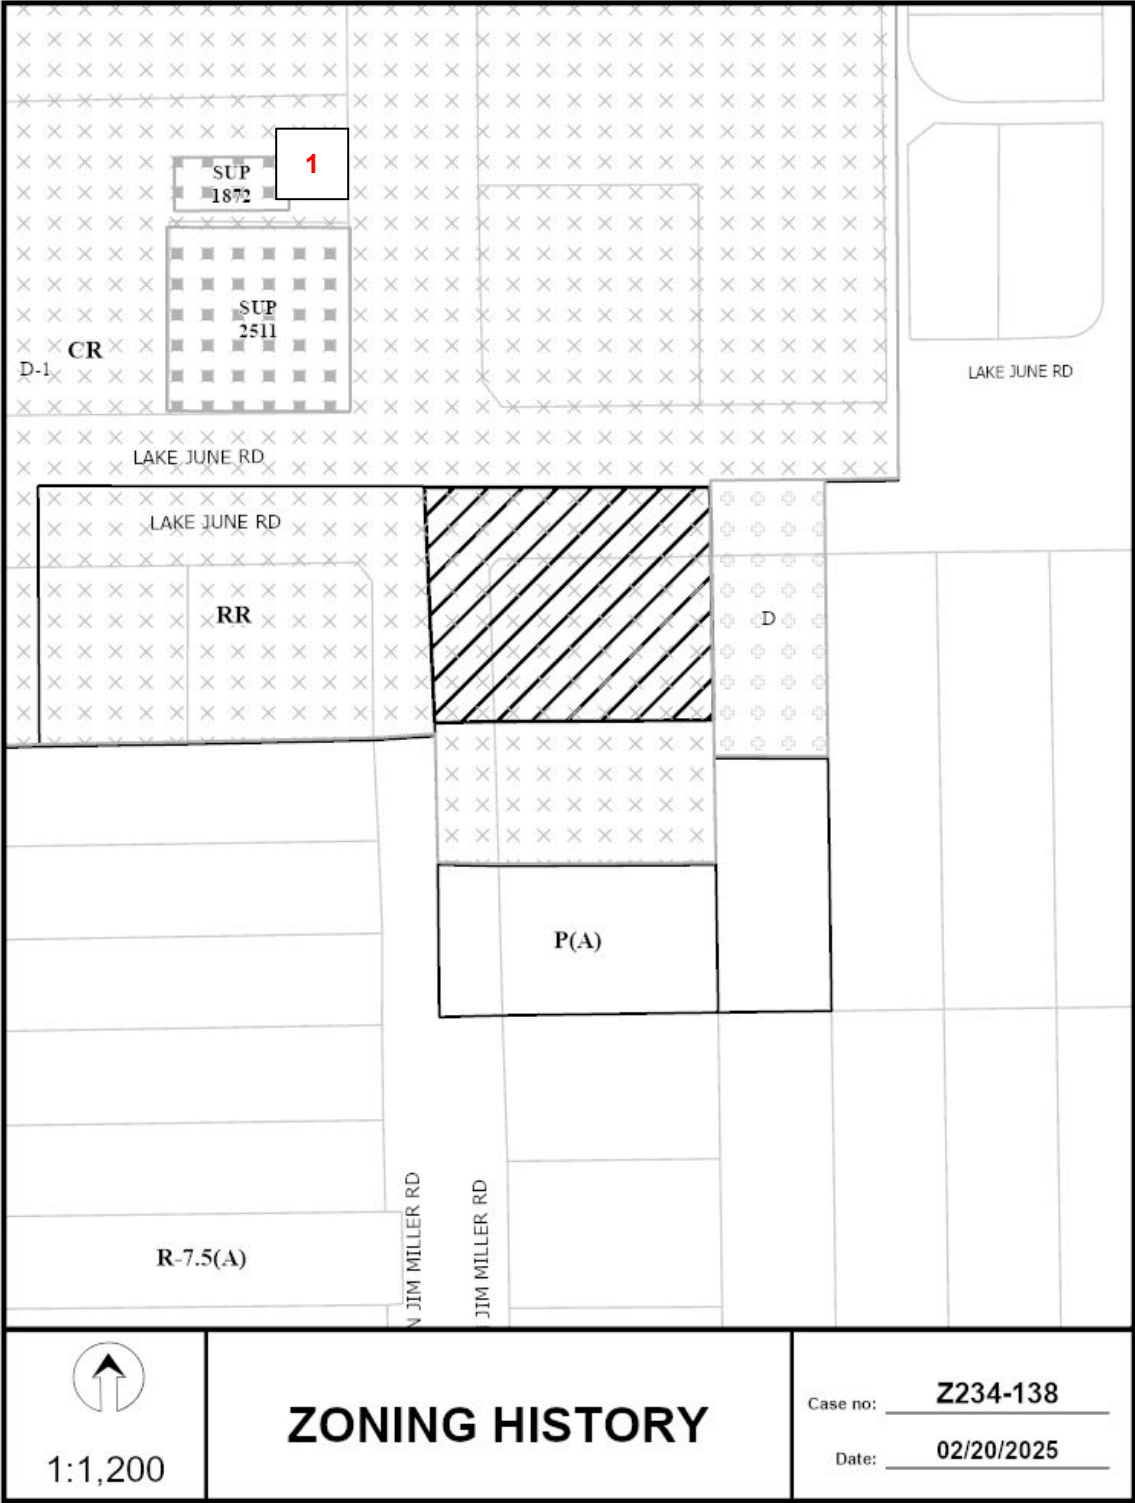 1
SUP
1872
SUP
2511
CR
D-1
LAKE JUNE RD
LAKE JUNE RD
LAKE JUNE RD
RR
D
P(A)
R-7.5(A)
N JIM MILLER RD
JIM MILLER RD
1:1,200
ZONING HISTORY
Case no: Z234-138
Date: 02/20/2025